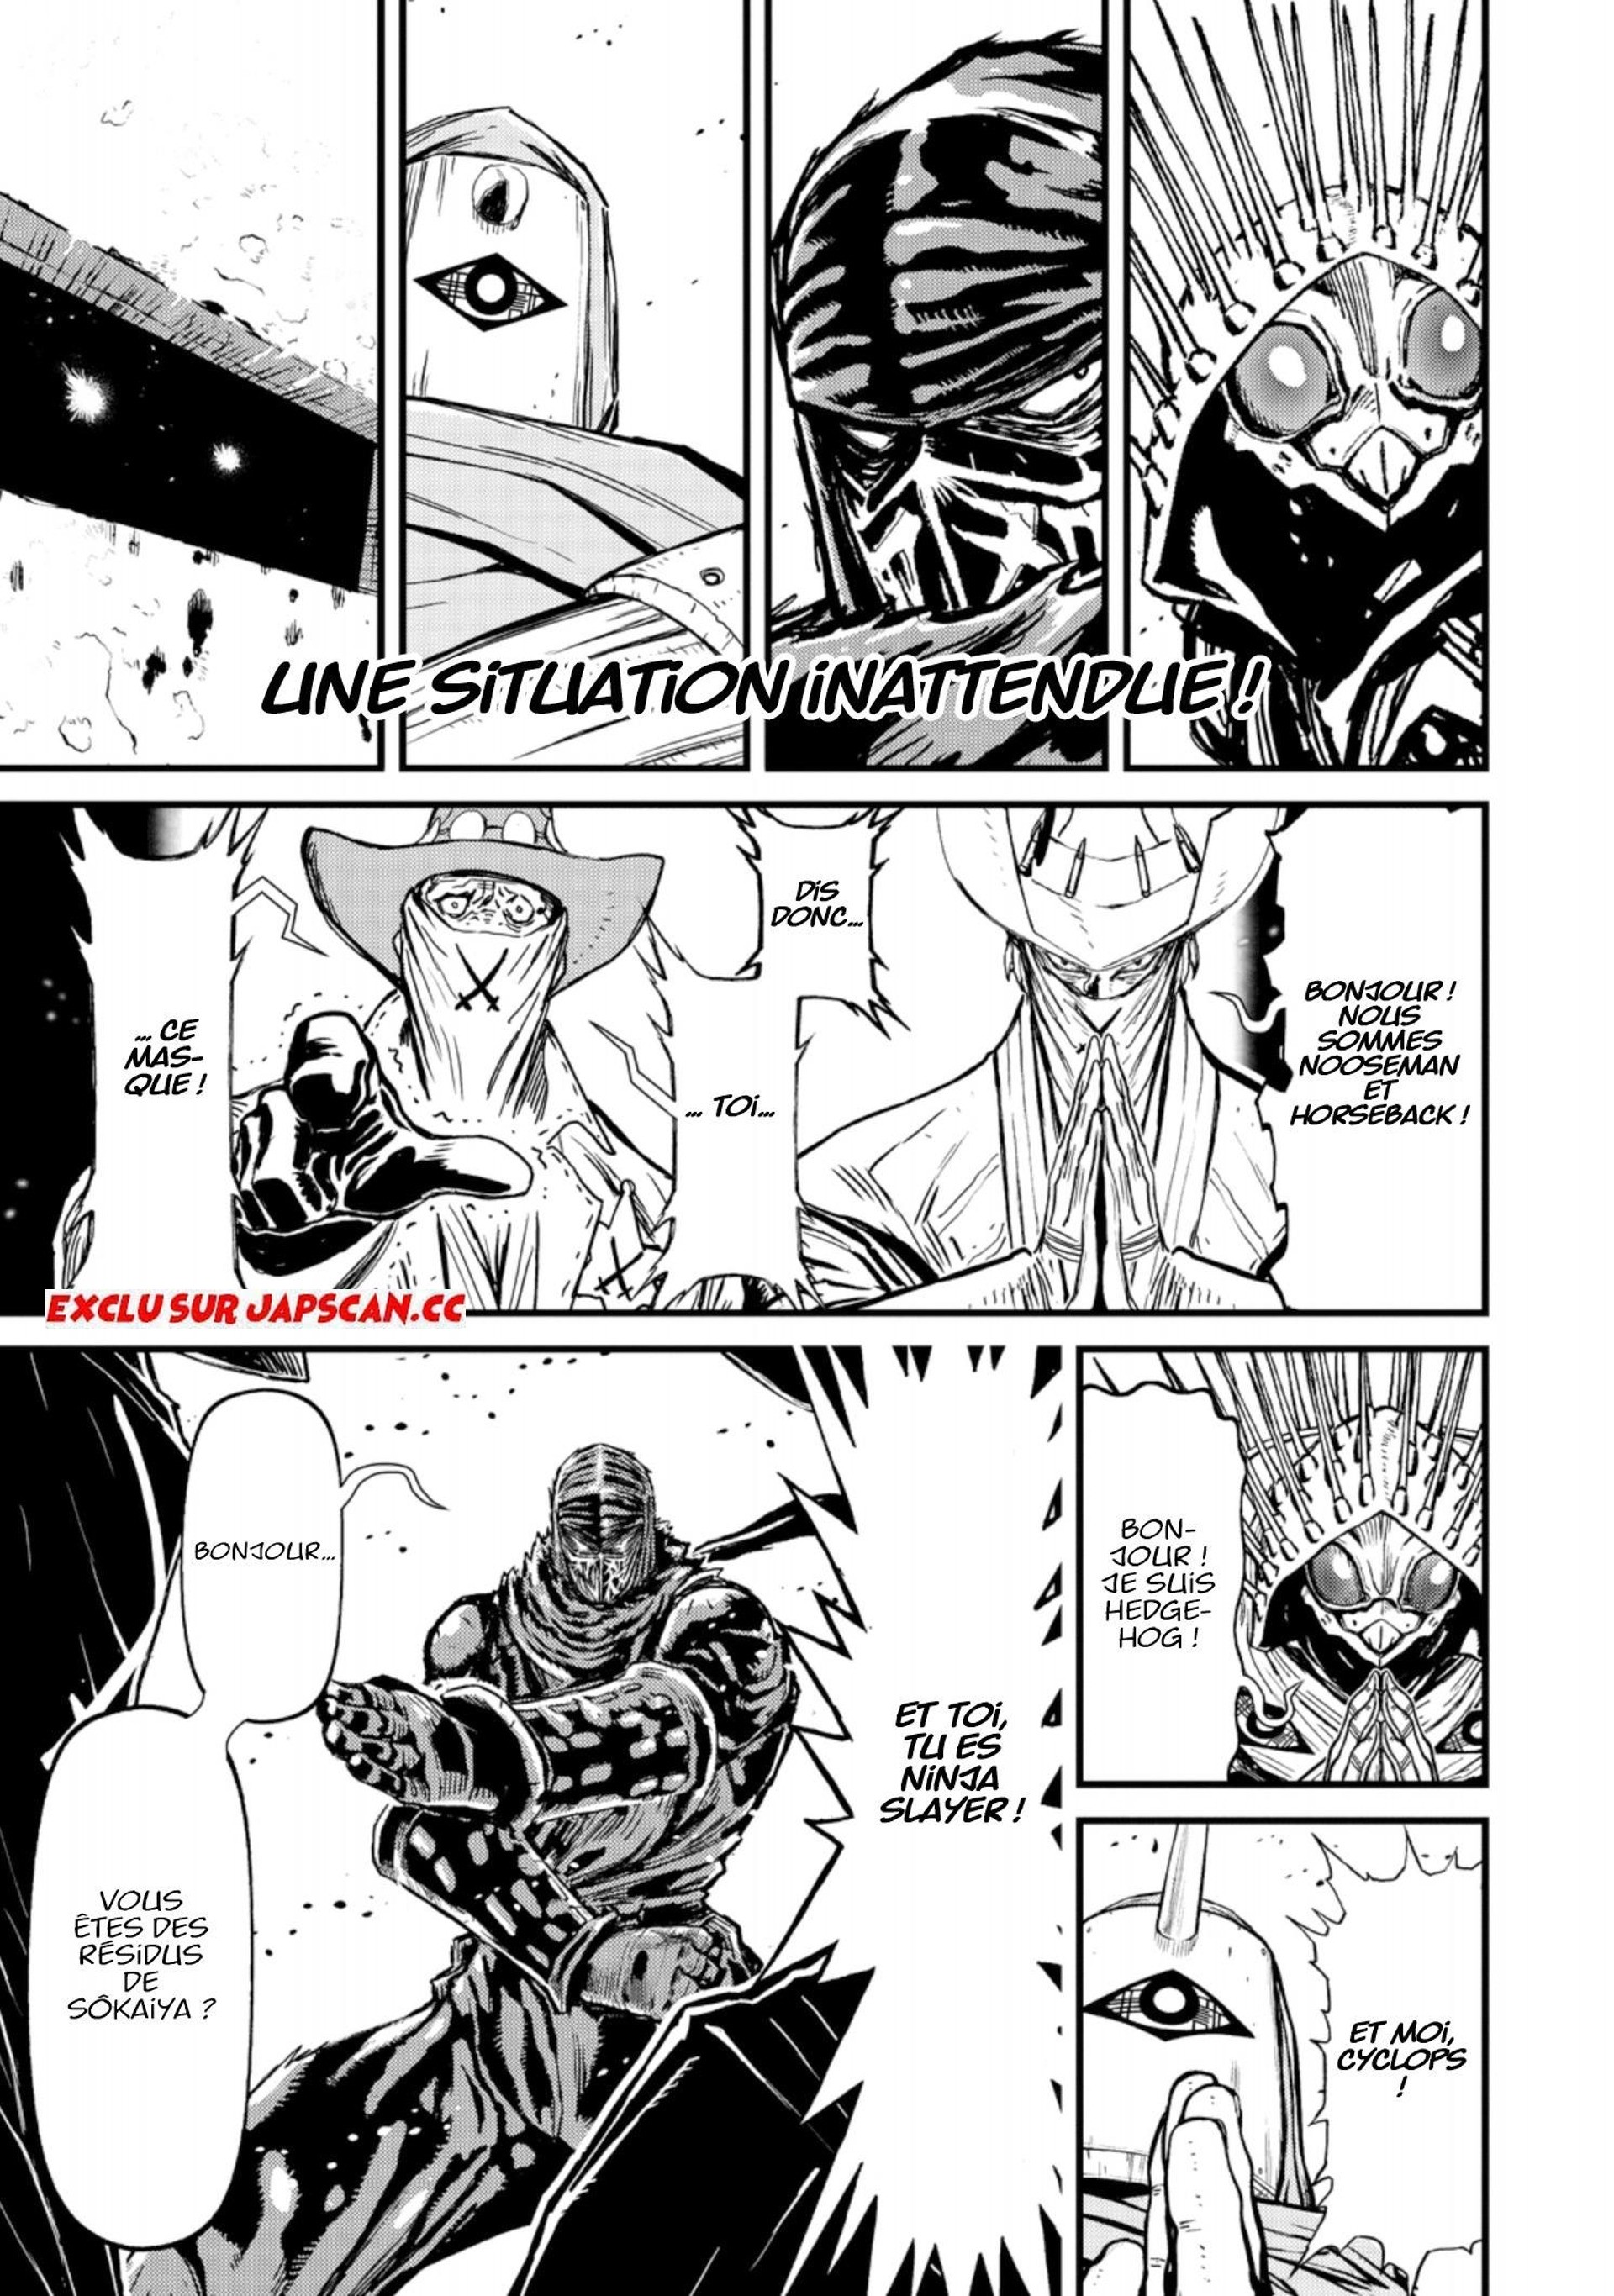 UNE SITUATION INATTENDUE !
BONJOUR !
NOUS
SOMMES
NOOSEMAN
ET
HORSEBACK !
DIS
DONC...
... TOI...
... CE
MAS-
QUE !
EXCLU SUR JAPSCAN.CC
BON-
JOUR !
JE SUIS
HEDGE-
HOG !
ET MOI,
CYCLOPS
!
ET TOI,
TU ES
NINJA
SLAYER !
BONJOUR...
VOUS
ÊTES DES
RÉSIDUS
DE
SÔKAIYA ?